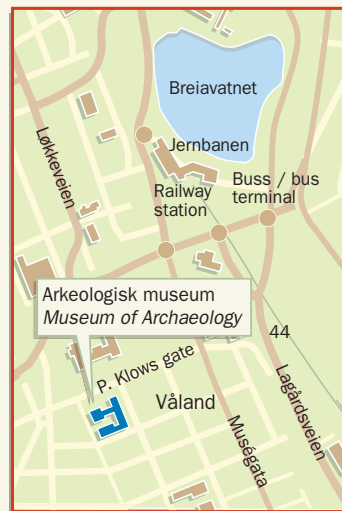 Breiavatnet
Løkkeveien
Jernbanen
Railway
station
Buss / bus
terminal
Arkeologisk museum
Museum of Archaeology
44
P. Klows gate
Våland
Muségata
Lagårdsveien